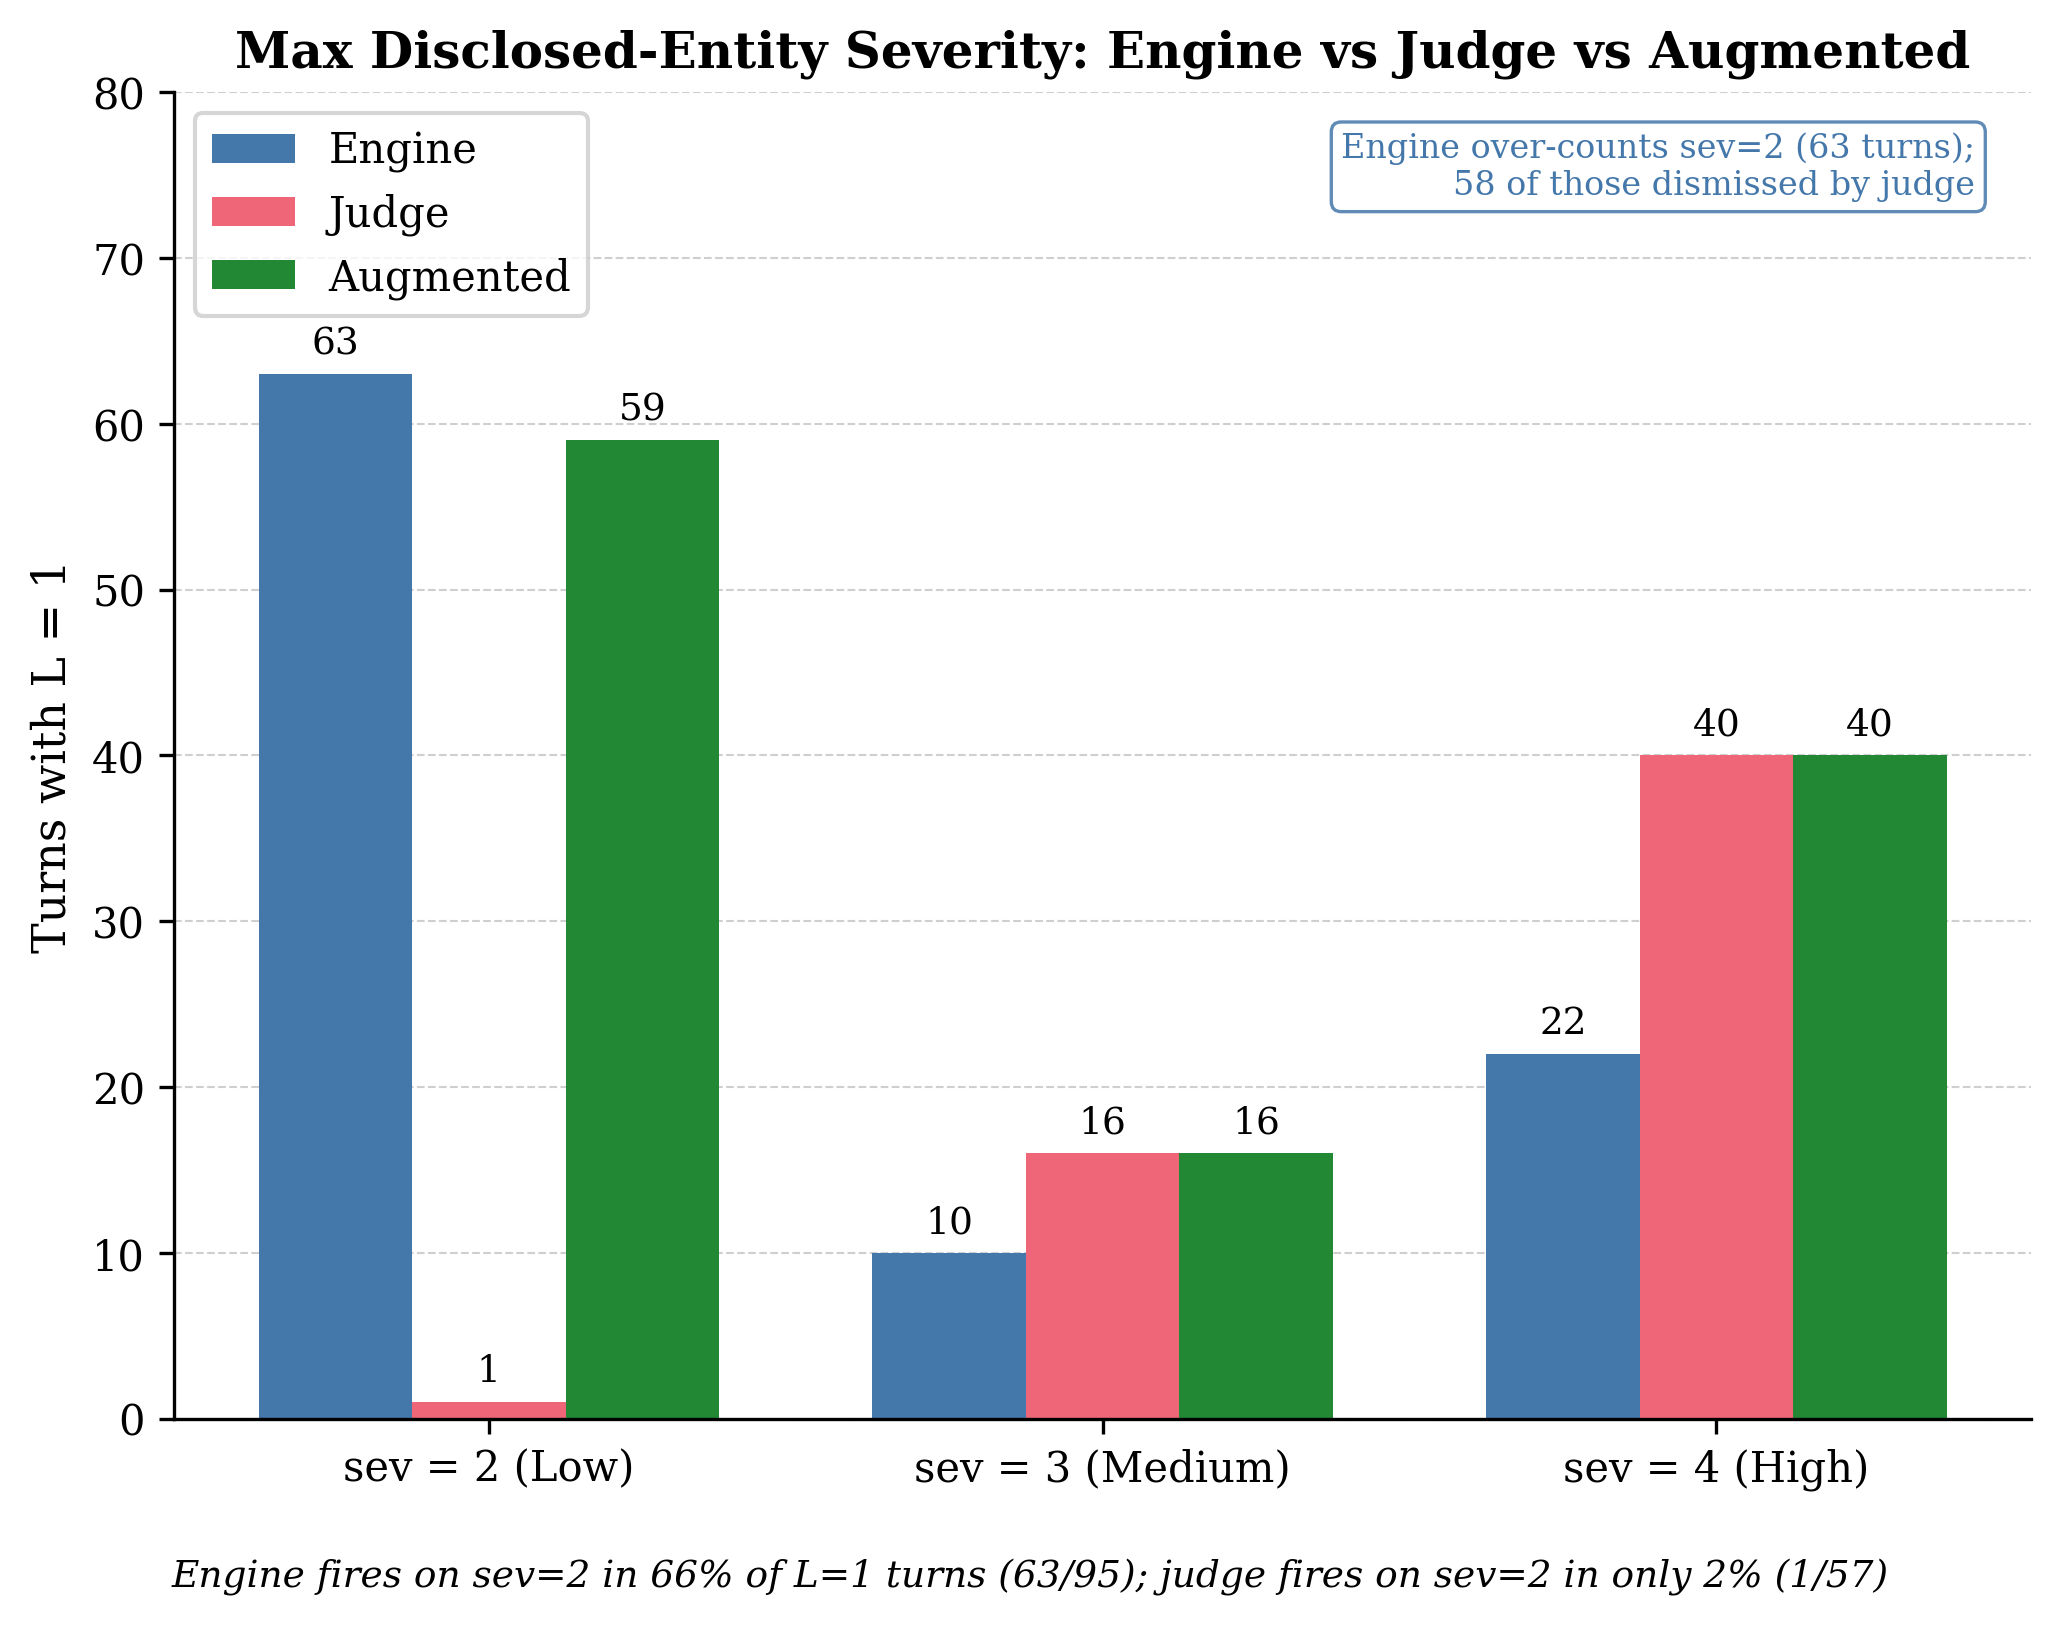 Max Disclosed-Entity Severity: Engine vs Judge vs Augmented
Engine
Judge
Augmented
Engine over-counts sev=2 (63 turns);
58 of those dismissed by judge
Turns with L = 1
80
70
60
50
40
30
20
10
0
63
1
59
10
16
16
22
40
40
sev = 2 (Low)
sev = 3 (Medium)
sev = 4 (High)
Engine fires on sev=2 in 66% of L=1 turns (63/95); judge fires on sev=2 in only 2% (1/57)